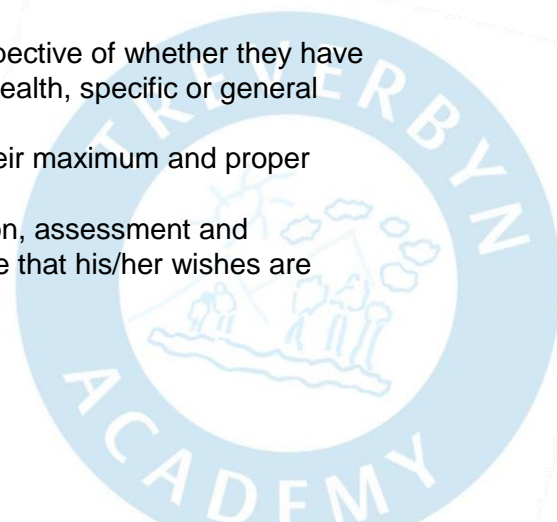 pective of whether they have
ealth, specific or general
eir maximum and proper
on, assessment and
e that his/her wishes are
TREVERBYN
ACADEMY